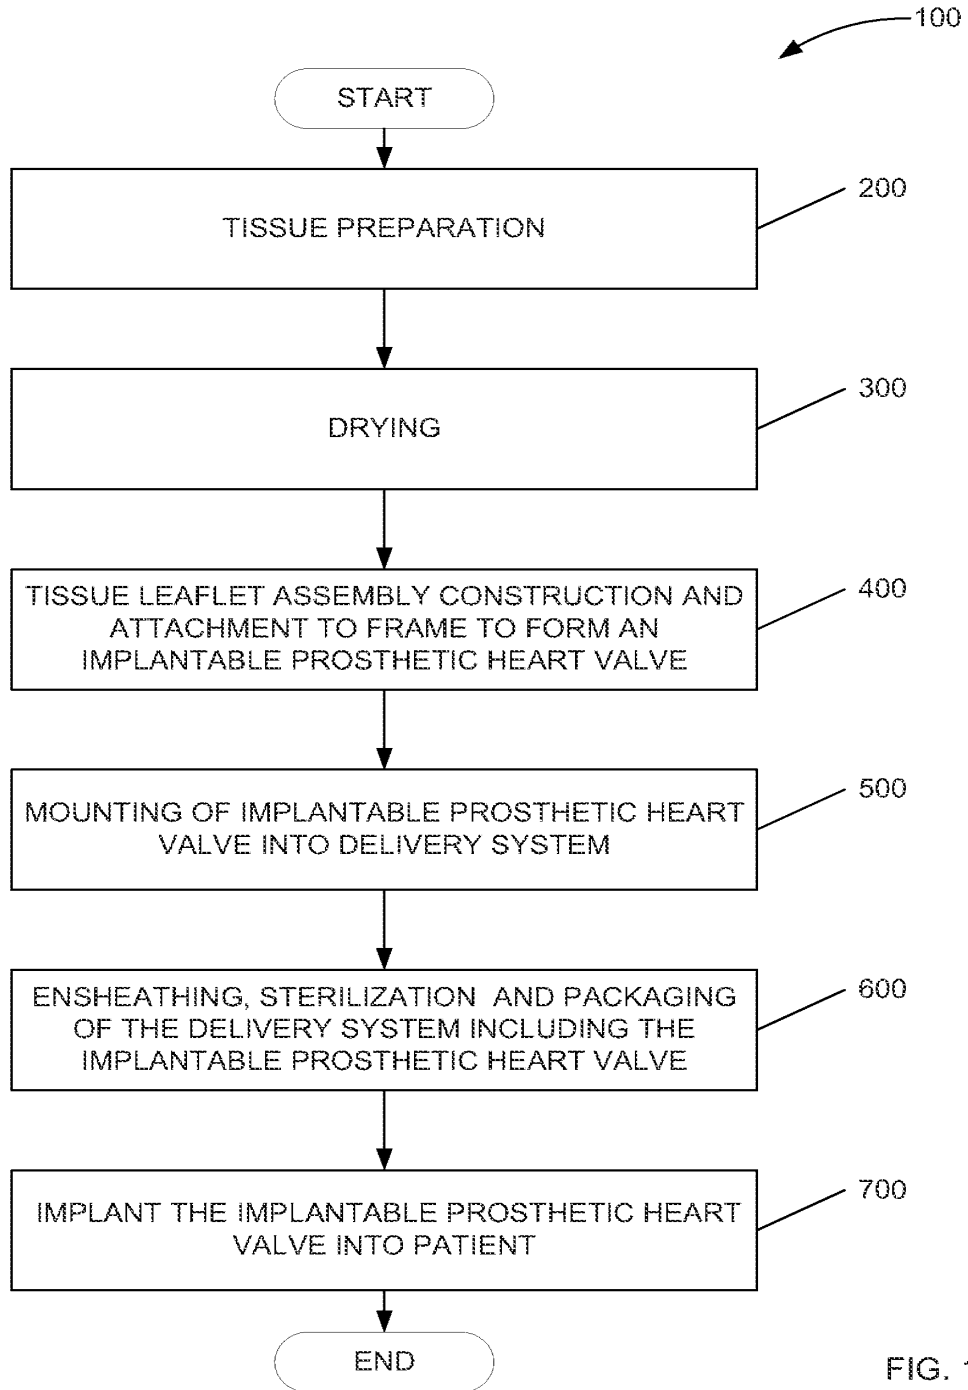 100
START
200
TISSUE PREPARATION
300
DRYING
400
TISSUE LEAFLET ASSEMBLY CONSTRUCTION AND
ATTACHMENT TO FRAME TO FORM AN
IMPLANTABLE PROSTHETIC HEART VALVE
500
MOUNTING OF IMPLANTABLE PROSTHETIC HEART
VALVE INTO DELIVERY SYSTEM
600
ENSHEATHING, STERILIZATION AND PACKAGING
OF THE DELIVERY SYSTEM INCLUDING THE
IMPLANTABLE PROSTHETIC HEART VALVE
700
IMPLANT THE IMPLANTABLE PROSTHETIC HEART
VALVE INTO PATIENT
END
FIG. 1